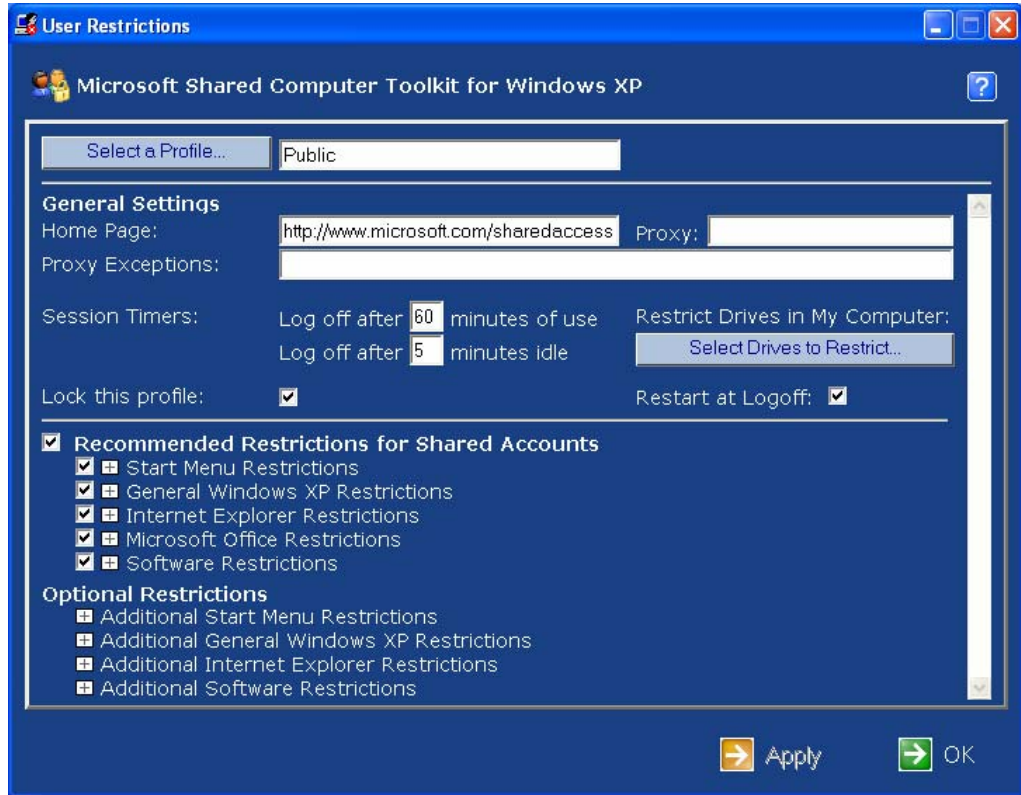 User Restrictions
Microsoft Shared Computer Toolkit for Windows XP
?
Select a Profile... Public
General Settings
Home Page: http://www.microsoft.com/sharedaccess Proxy:
Proxy Exceptions:
Session Timers: Log off after 60 minutes of use Restrict Drives in My Computer:
Log off after 5 minutes idle Select Drives to Restrict...
Lock this profile: Restart at Logoff:
Recommended Restrictions for Shared Accounts
Start Menu Restrictions
General Windows XP Restrictions
Internet Explorer Restrictions
Microsoft Office Restrictions
Software Restrictions
Optional Restrictions
Additional Start Menu Restrictions
Additional General Windows XP Restrictions
Additional Internet Explorer Restrictions
Additional Software Restrictions
Apply OK